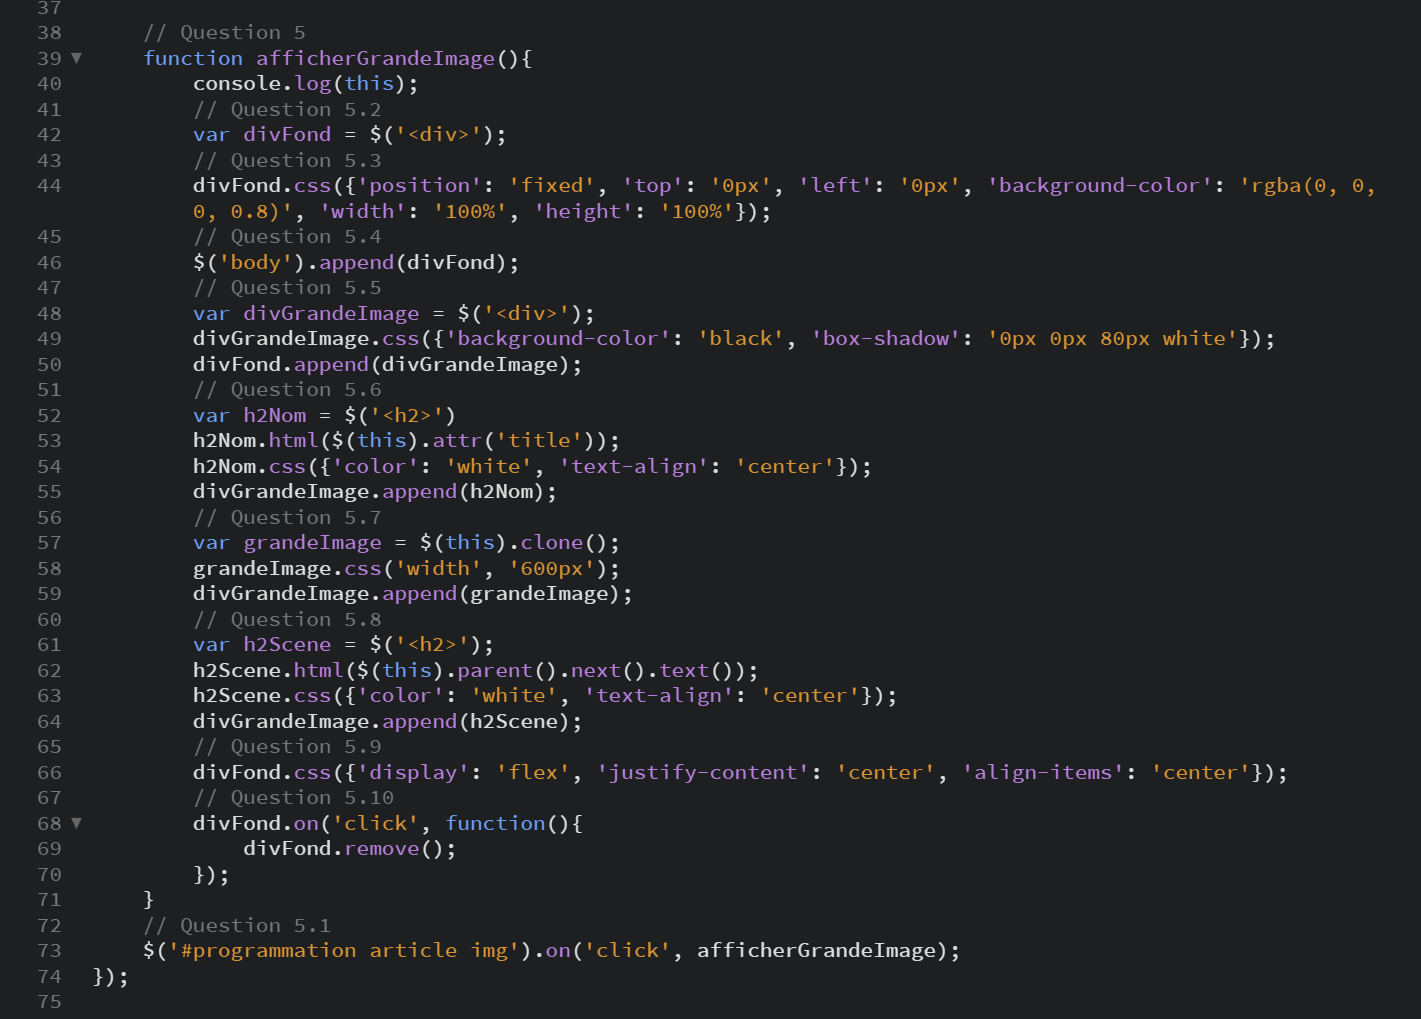 37
38 // Question 5
39 ▼ function afficherGrandeImage(){
40 console.log(this);
41 // Question 5.2
42 var divFond = $('<div>');
43 // Question 5.3
44 divFond.css({'position': 'fixed', 'top': '0px', 'left': '0px', 'background-color': 'rgba(0, 0,
0, 0.8)', 'width': '100%', 'height': '100%'});
45 // Question 5.4
46 $('body').append(divFond);
47 // Question 5.5
48 var divGrandeImage = $('<div>');
49 divGrandeImage.css({'background-color': 'black', 'box-shadow': '0px 0px 80px white'});
50 divFond.append(divGrandeImage);
51 // Question 5.6
52 var h2Nom = $('<h2>')
53 h2Nom.html($(this).attr('title'));
54 h2Nom.css({'color': 'white', 'text-align': 'center'});
55 divGrandeImage.append(h2Nom);
56 // Question 5.7
57 var grandeImage = $(this).clone();
58 grandeImage.css('width', '600px');
59 divGrandeImage.append(grandeImage);
60 // Question 5.8
61 var h2Scene = $('<h2>');
62 h2Scene.html($(this).parent().next().text());
63 h2Scene.css({'color': 'white', 'text-align': 'center'});
64 divGrandeImage.append(h2Scene);
65 // Question 5.9
66 divFond.css({'display': 'flex', 'justify-content': 'center', 'align-items': 'center'});
67 // Question 5.10
68 ▼ divFond.on('click', function(){
69 divFond.remove();
70 });
71 }
72 // Question 5.1
73 $('#programmation article img').on('click', afficherGrandeImage);
74 });
75